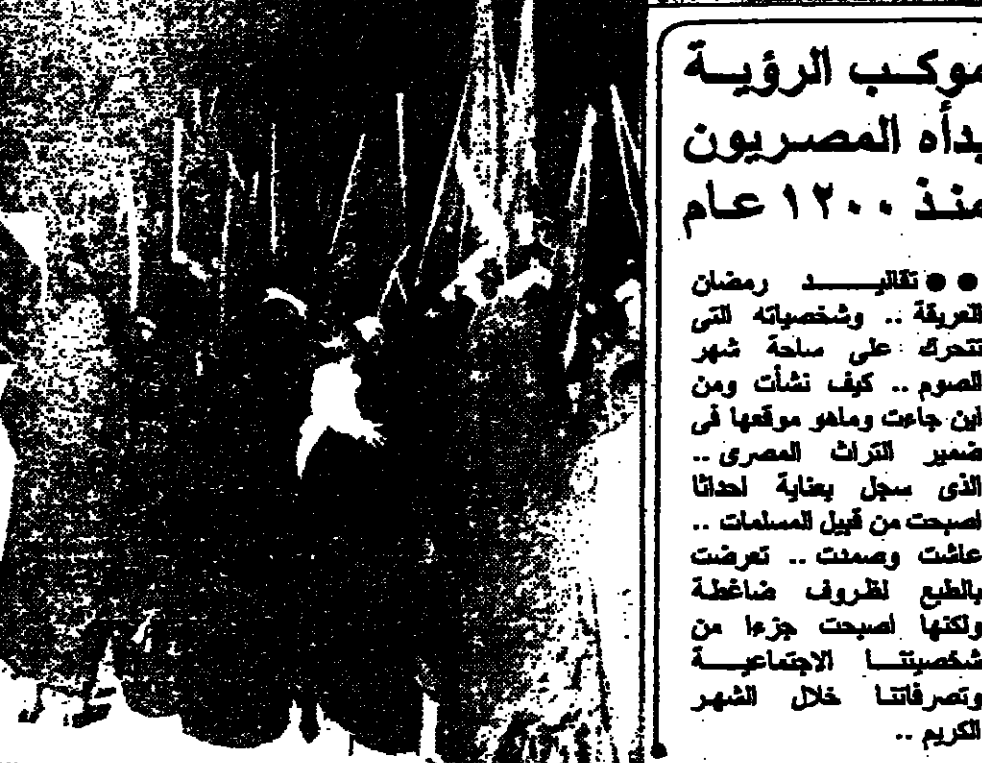 موكب الرؤية
بدأه المصريون
منذ ١٢٠٠ عام
●● تقاليد رمضان
العريقة .. وشخصياته التى
تتحرك على ساحة شهر
الصوم .. كيف نشأت ومن
اين جاءت وماهو موقعها فى
ضمير التراث المصرى ..
الذى سجل بعناية احداثا
اصبحت من قبيل المسلمات ..
عاشت وصمدت .. تعرضت
بالطبع لظروف ضاغطة
ولكنها اصبحت جزءا من
شخصيتنا الاجتماعية
وتصرفاتنا خلال الشهر
الكريم ..